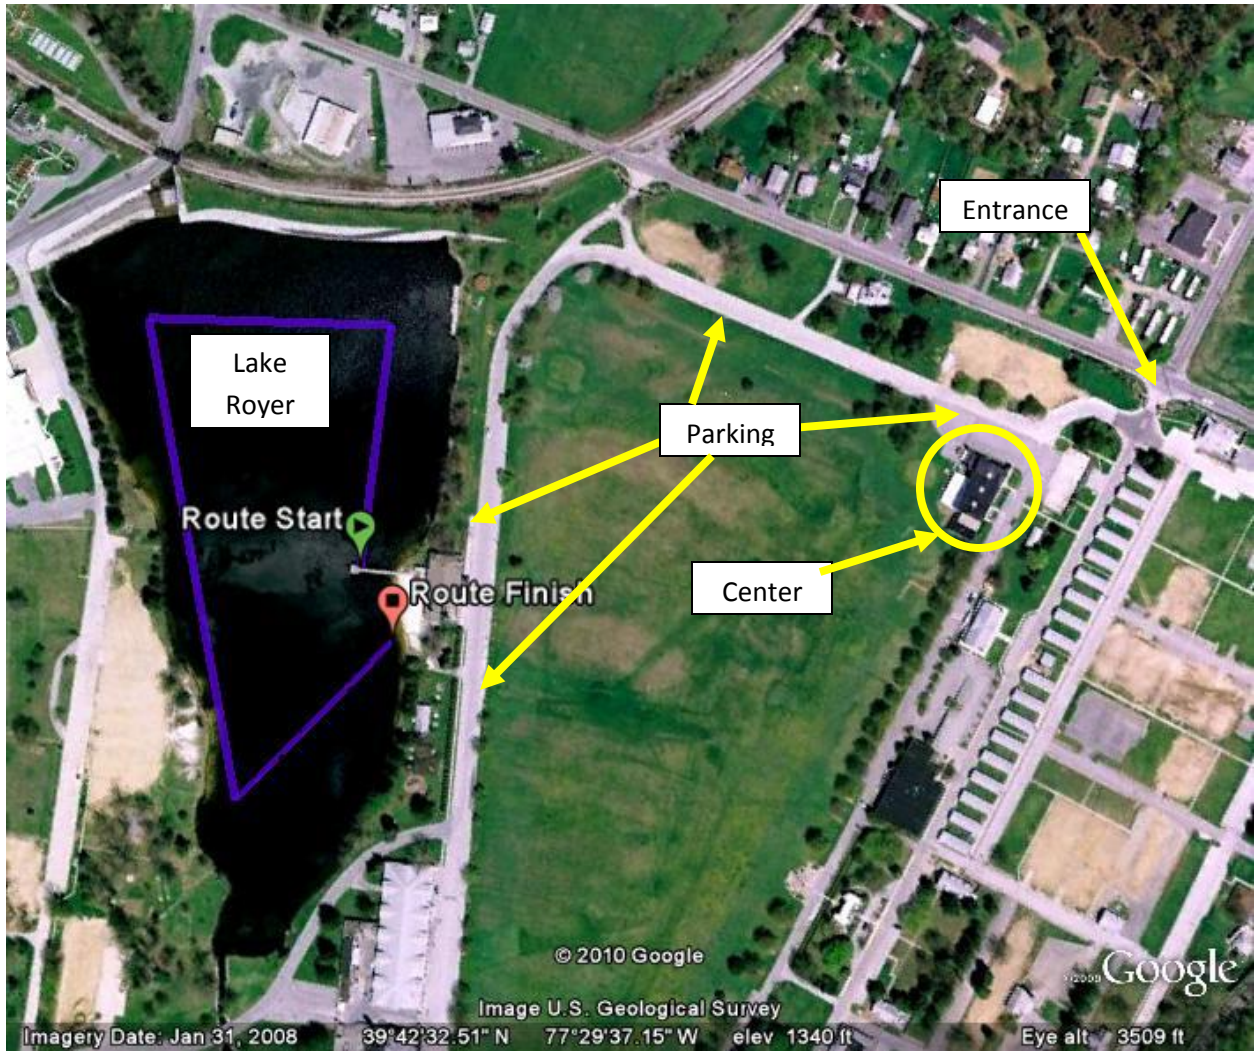 Entrance
Lake
Royer
Parking
Route Start
Center
Route Finish
© 2010 Google
©2009 Google
Image U.S. Geological Survey
Imagery Date: Jan 31, 2008 39°42'32.51" N 77°29'37.15" W elev 1340 ft Eye alt 3509 ft